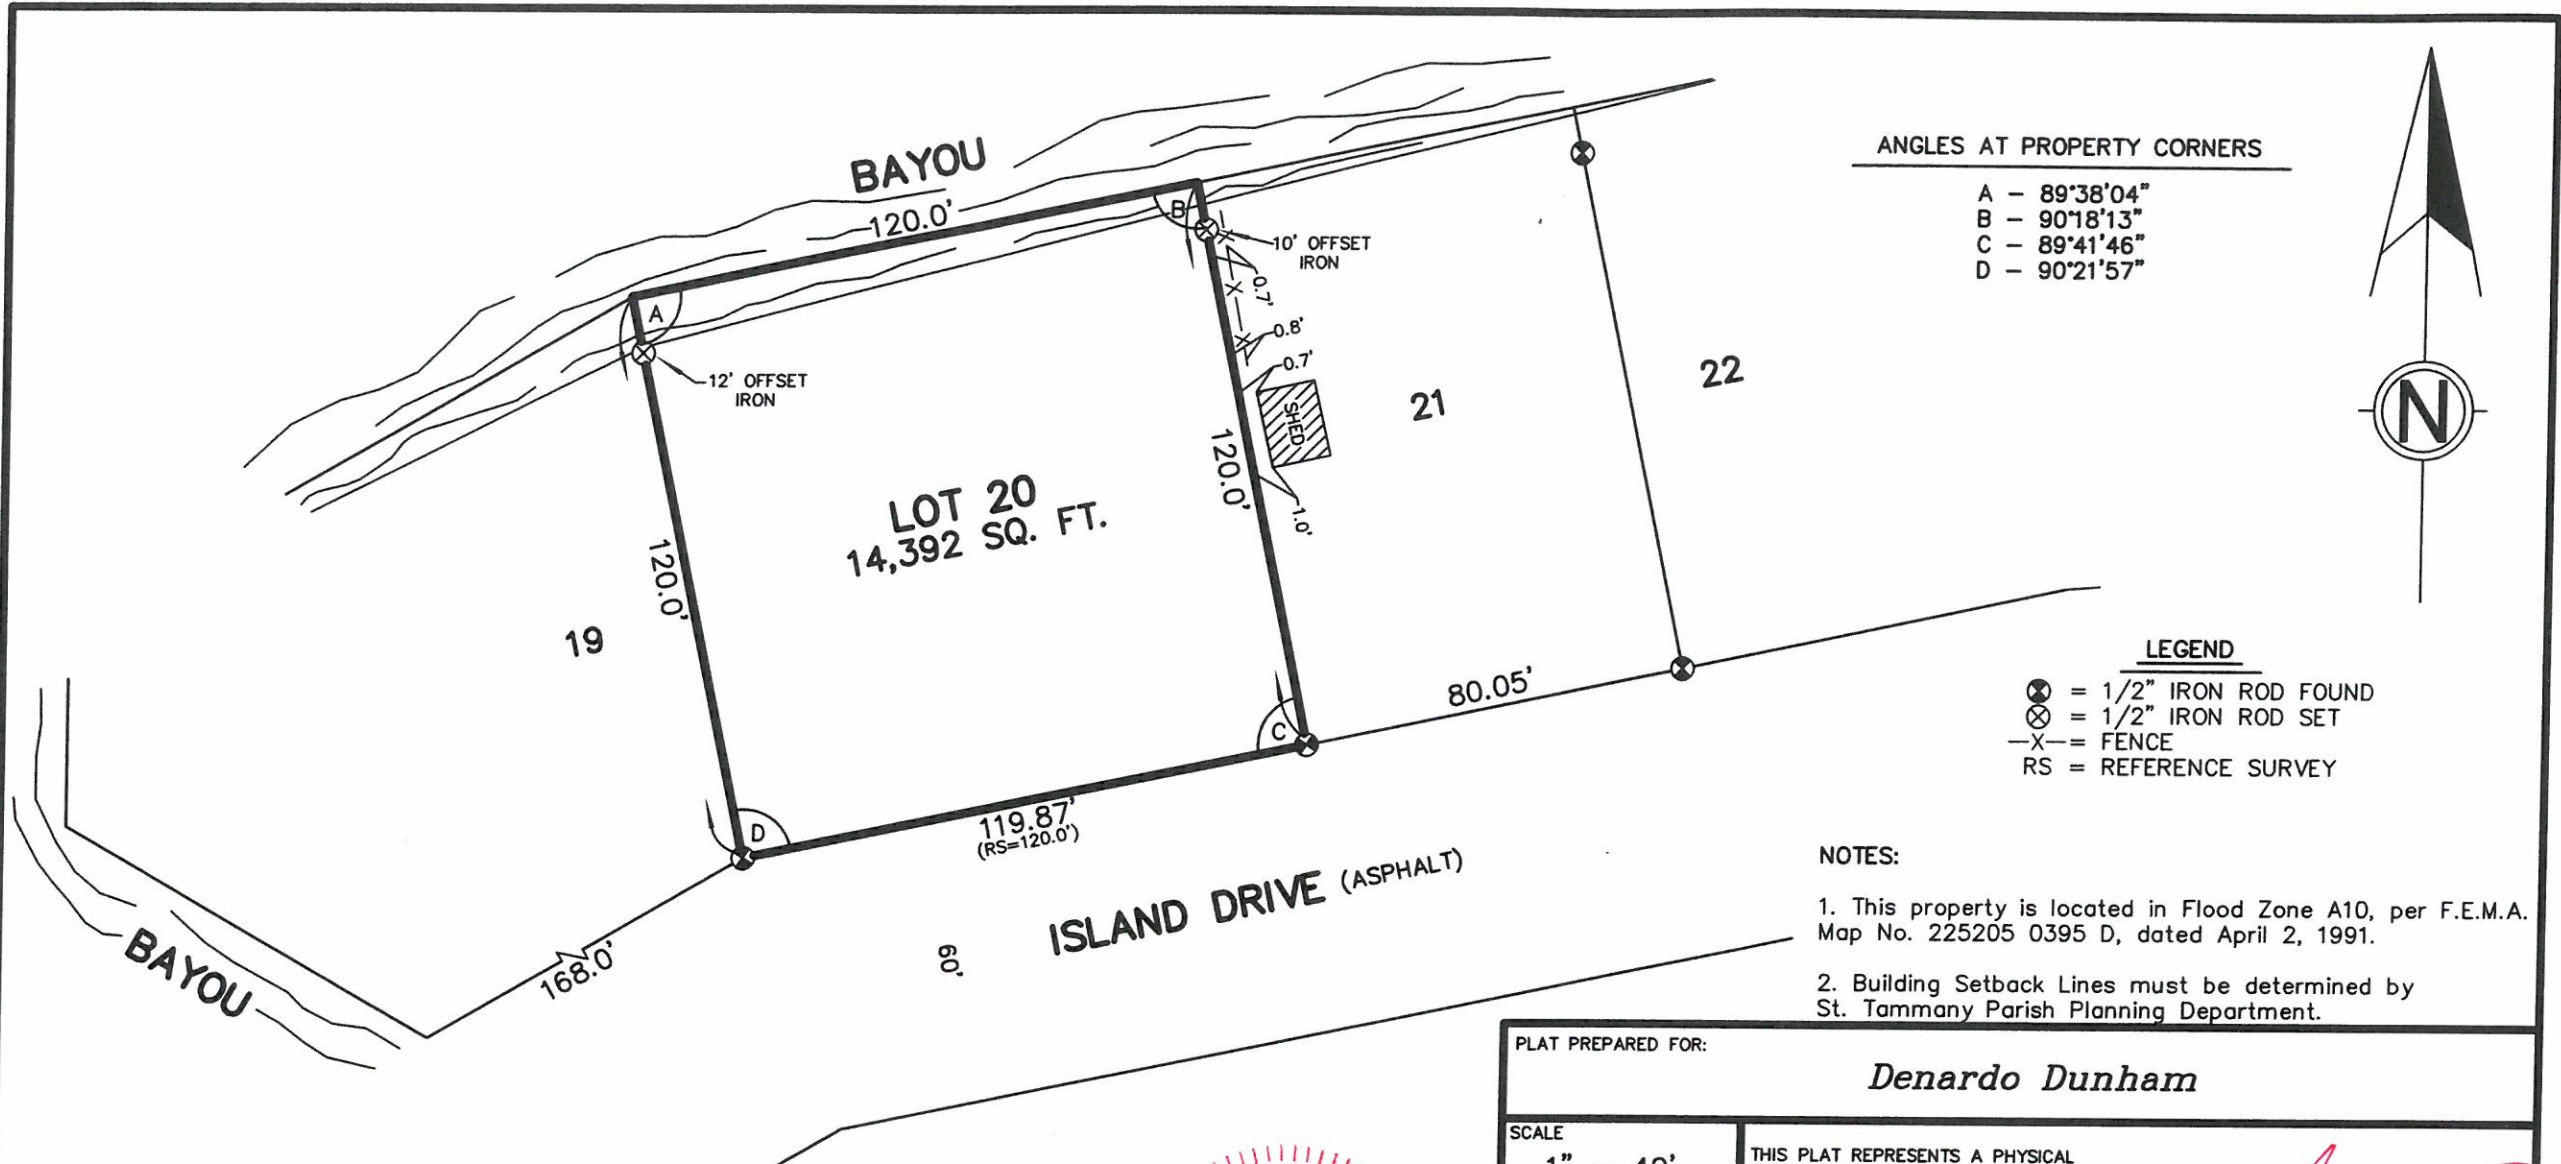 BAYOU
120.0'
ANGLES AT PROPERTY CORNERS
A – 89°38'04"
B – 90°18'13"
C – 89°41'46"
D – 90°21'57"
B
10' OFFSET
IRON
0.7'
X
X
X
0.8'
0.7'
A
12' OFFSET
IRON
SHED
1.0'
22
21
N
LOT 20
14,392 SQ. FT.
120.0'
120.0'
19
80.05'
C
D
119.87'
(RS=120.0')
LEGEND
= 1/2" IRON ROD FOUND
= 1/2" IRON ROD SET
—X—= FENCE
RS = REFERENCE SURVEY
ISLAND DRIVE (ASPHALT)
60'
168.0'
BAYOU
NOTES:
1. This property is located in Flood Zone A10, per F.E.M.A.
Map No. 225205 0395 D, dated April 2, 1991.
2. Building Setback Lines must be determined by
St. Tammany Parish Planning Department.
PLAT PREPARED FOR:
Denardo Dunham
SCALE
THIS PLAT REPRESENTS A PHYSICAL